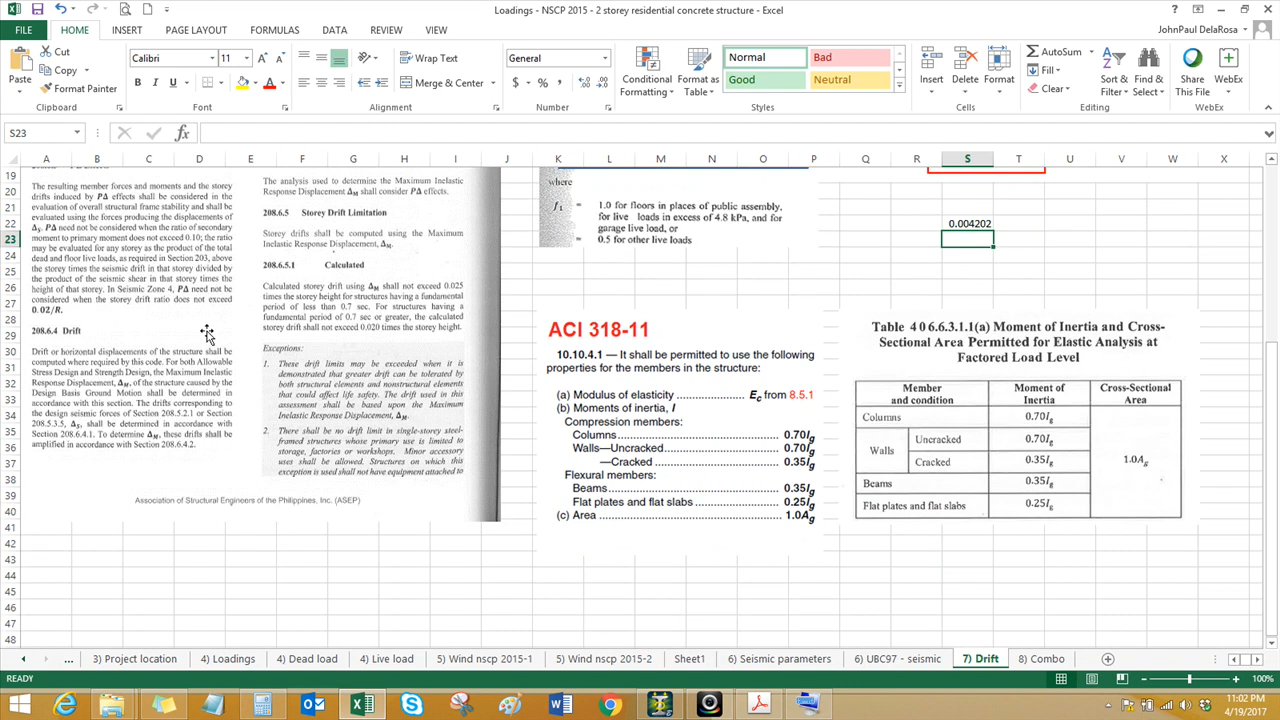 Loadings - NSCP 2015 - 2 storey residential concrete structure - Excel
FILE HOME INSERT PAGE LAYOUT FORMULAS DATA REVIEW VIEW JohnPaul DelaRosa
Paste
Cut
Copy
Format Painter
Clipboard
Calibri 11
B I U
Font
Wrap Text
Merge & Center
Alignment
General
$ % ,
Number
Conditional Formatting
Format as Table
Normal Bad
Good Neutral
Styles
Insert Delete Format
Cells
AutoSum
Fill
Clear
Sort & Filter
Find & Select
Editing
Share This File
WebEx
WebEx
S23
fx
A B C D E F G H I J K L M N O P Q R S T U V W X
19
20
21
22
23
24
25
26
27
28
29
30
31
32
33
34
35
36
37
38
39
40
41
42
43
44
45
46
47
48
The resulting member forces and moments and the storey
drifts induced by PΔ effects shall be considered in the
evaluation of overall structural frame stability and shall be
evaluated using the forces producing the displacements of
Δs. PΔ need not be considered when the ratio of secondary
moment to primary moment does not exceed 0.10; the ratio
may be evaluated for any storey as the product of the total
dead and floor live loads, as required in Section 203, above
the storey times the seismic drift in that storey divided by
the product of the seismic shear in that storey times the
height of that storey. In Seismic Zone 4, PΔ need not be
considered when the storey drift ratio does not exceed
0.02/R.
208.6.4 Drift
Drift or horizontal displacements of the structure shall be
computed where required by this code. For both Allowable
Stress Design and Strength Design, the Maximum Inelastic
Response Displacement, ΔM, of the structure caused by the
Design Basis Ground Motion shall be determined in
accordance with this section. The drifts corresponding to
the design seismic forces of Section 208.5.2.1 or Section
208.5.3.5, Δs, shall be determined in accordance with
Section 208.6.4.1. To determine ΔM, these drifts shall be
amplified in accordance with Section 208.6.4.2.
The analysis used to determine the Maximum Inelastic
Response Displacement ΔM shall consider PΔ effects.
208.6.5 Storey Drift Limitation
Storey drifts shall be computed using the Maximum
Inelastic Response Displacement, ΔM.
208.6.5.1 Calculated
Calculated storey drift using ΔM shall not exceed 0.025
times the storey height for structures having a fundamental
period of less than 0.7 sec. For structures having a
fundamental period of 0.7 sec or greater, the calculated
storey drift shall not exceed 0.020 times the storey height.
Exceptions:
1. These drift limits may be exceeded when it is
demonstrated that greater drift can be tolerated by
both structural elements and nonstructural elements
that could affect life safety. The drift used in this
assessment shall be based upon the Maximum
Inelastic Response Displacement, ΔM.
2. There shall be no drift limit in single-storey steel-
framed structures whose primary use is limited to
storage, factories or workshops. Minor accessory
uses shall be allowed. Structures on which this
exception is used shall not have equipment attached to
Association of Structural Engineers of the Philippines, Inc. (ASEP)
where
f1 = 1.0 for floors in places of public assembly,
for live loads in excess of 4.8 kPa, and for
garage live load, or
= 0.5 for other live loads
0.004202
ACI 318-11
10.10.4.1 — It shall be permitted to use the following
properties for the members in the structure:
(a) Modulus of elasticity ................... Ec from 8.5.1
(b) Moments of inertia, I
Compression members:
Columns................................................ 0.70Ig
Walls—Uncracked................................. 0.70Ig
—Cracked ..................................... 0.35Ig
Flexural members:
Beams................................................... 0.35Ig
Flat plates and flat slabs ....................... 0.25Ig
(c) Area ..................................................... 1.0Ag
Table 406.6.3.1.1(a) Moment of Inertia and Cross-
Sectional Area Permitted for Elastic Analysis at
Factored Load Level
Member and condition Moment of Inertia Cross-Sectional Area
Columns 0.70Ig
Walls Uncracked 0.70Ig
Cracked 0.35Ig 1.0Ag
Beams 0.35Ig
Flat plates and flat slabs 0.25Ig
... 3) Project location 4) Loadings 4) Dead load 4) Live load 5) Wind nscp 2015-1 5) Wind nscp 2015-2 Sheet1 6) Seismic parameters 6) UBC97 - seismic 7) Drift 8) Combo
READY 100%
11:02 PM
4/19/2017